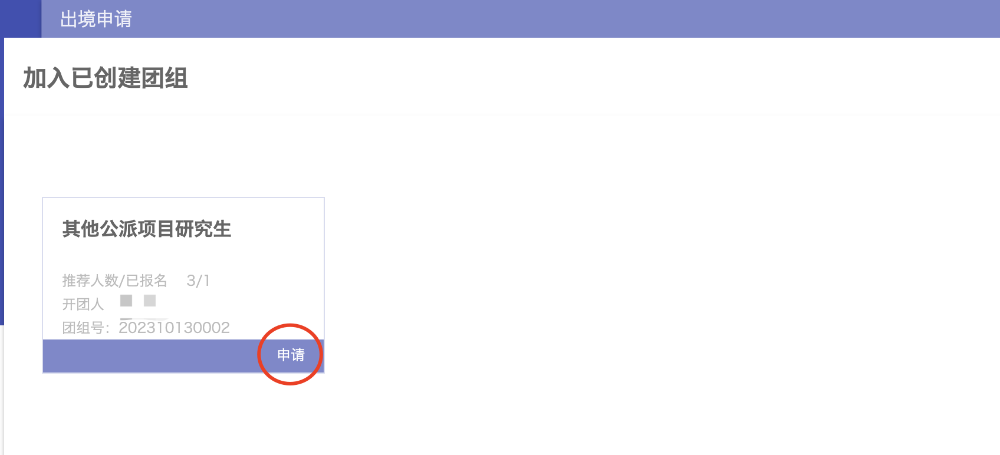 出境申请
加入已创建团组
其他公派项目研究生
推荐人数/已报名 3/1
开团人
团组号：202310130002
申请